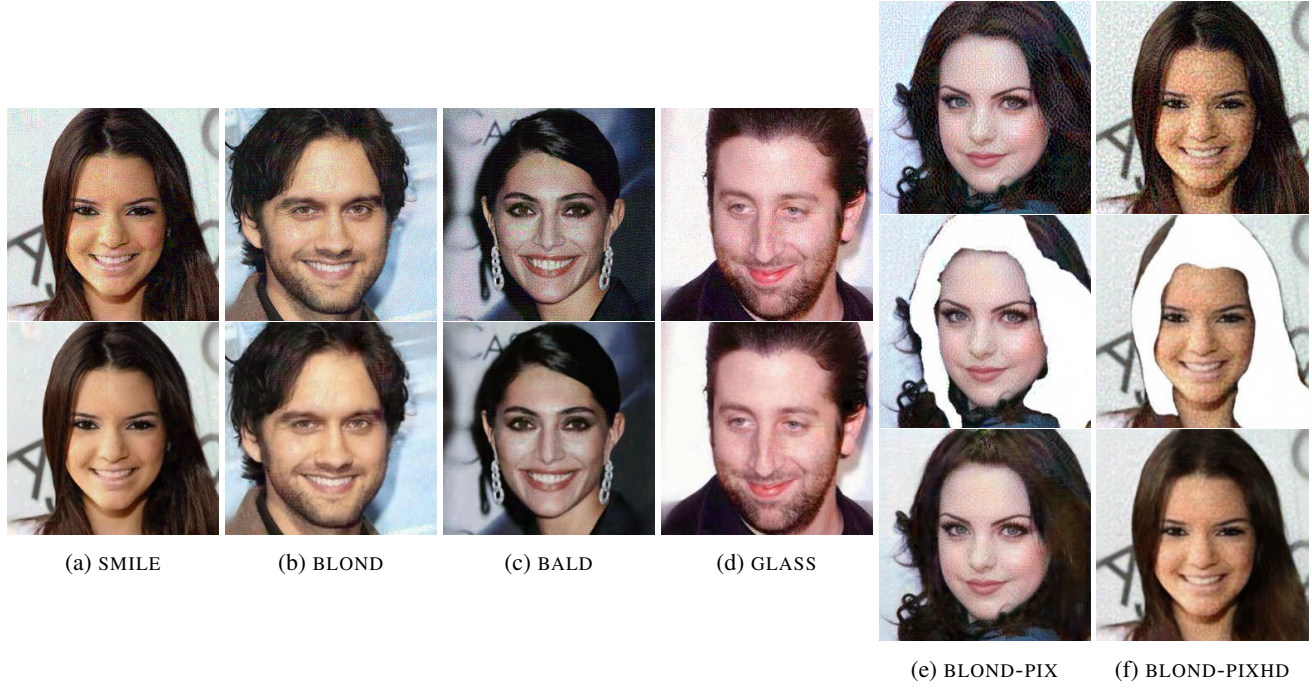 (a) SMILE
(b) BLOND
(c) BALD
(d) GLASS
(e) BLOND-PIX
(f) BLOND-PIXHD